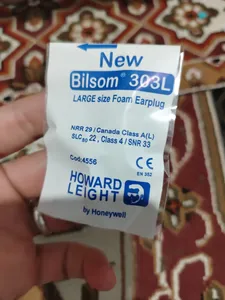 New
Bilsom® 303L
LARGE size Foam Earplug
NRR 29 / Canada Class A(L)
SLC80 22, Class 4 / SNR 33
Cod:4556
CE
EN 352
HOWARD
LEIGHT
by Honeywell